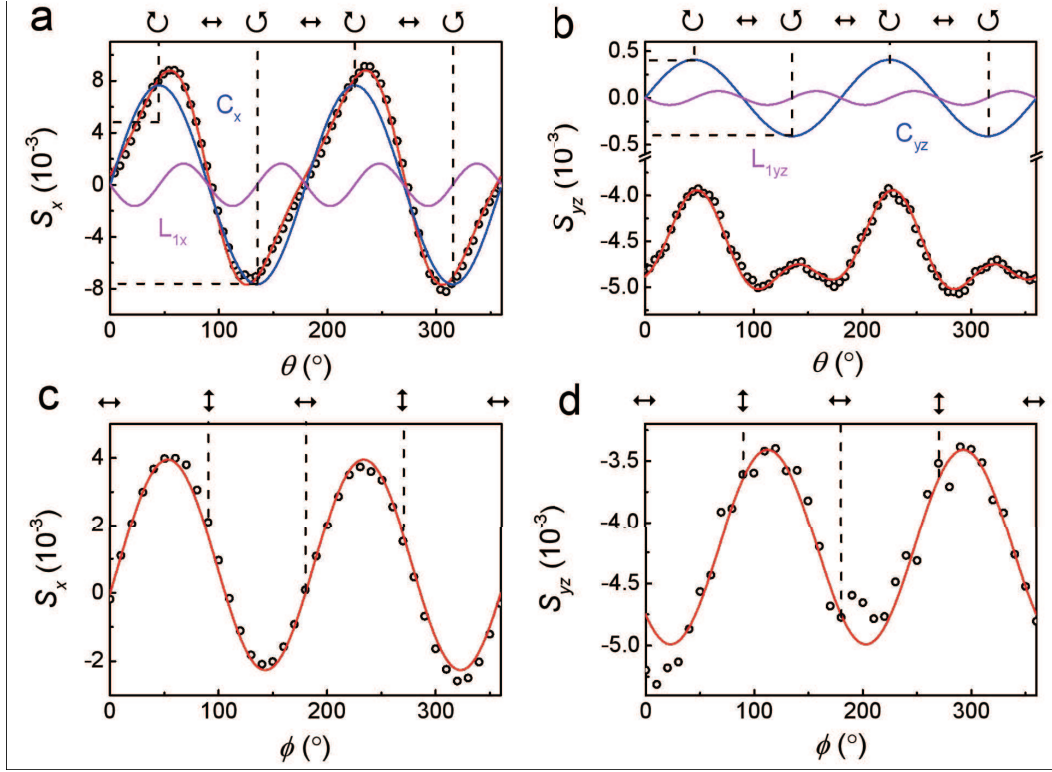 a
↻ ↔ ↺ ↻ ↔ ↺
S_x (10^-3)
8
4
0
-4
-8
C_x
L_1x
0 100 200 300
θ (°)
b
↻ ↔ ↺ ↻ ↔ ↺
S_yz (10^-3)
0.5
0.0
-0.5
-4.0
-4.5
-5.0
L_1yz
C_yz
0 100 200 300
θ (°)
c
↔ ↕ ↔ ↕ ↔
S_x (10^-3)
4
2
0
-2
0 100 200 300
ϕ (°)
d
↔ ↕ ↔ ↕ ↔
S_yz (10^-3)
-3.5
-4.0
-4.5
-5.0
0 100 200 300
ϕ (°)